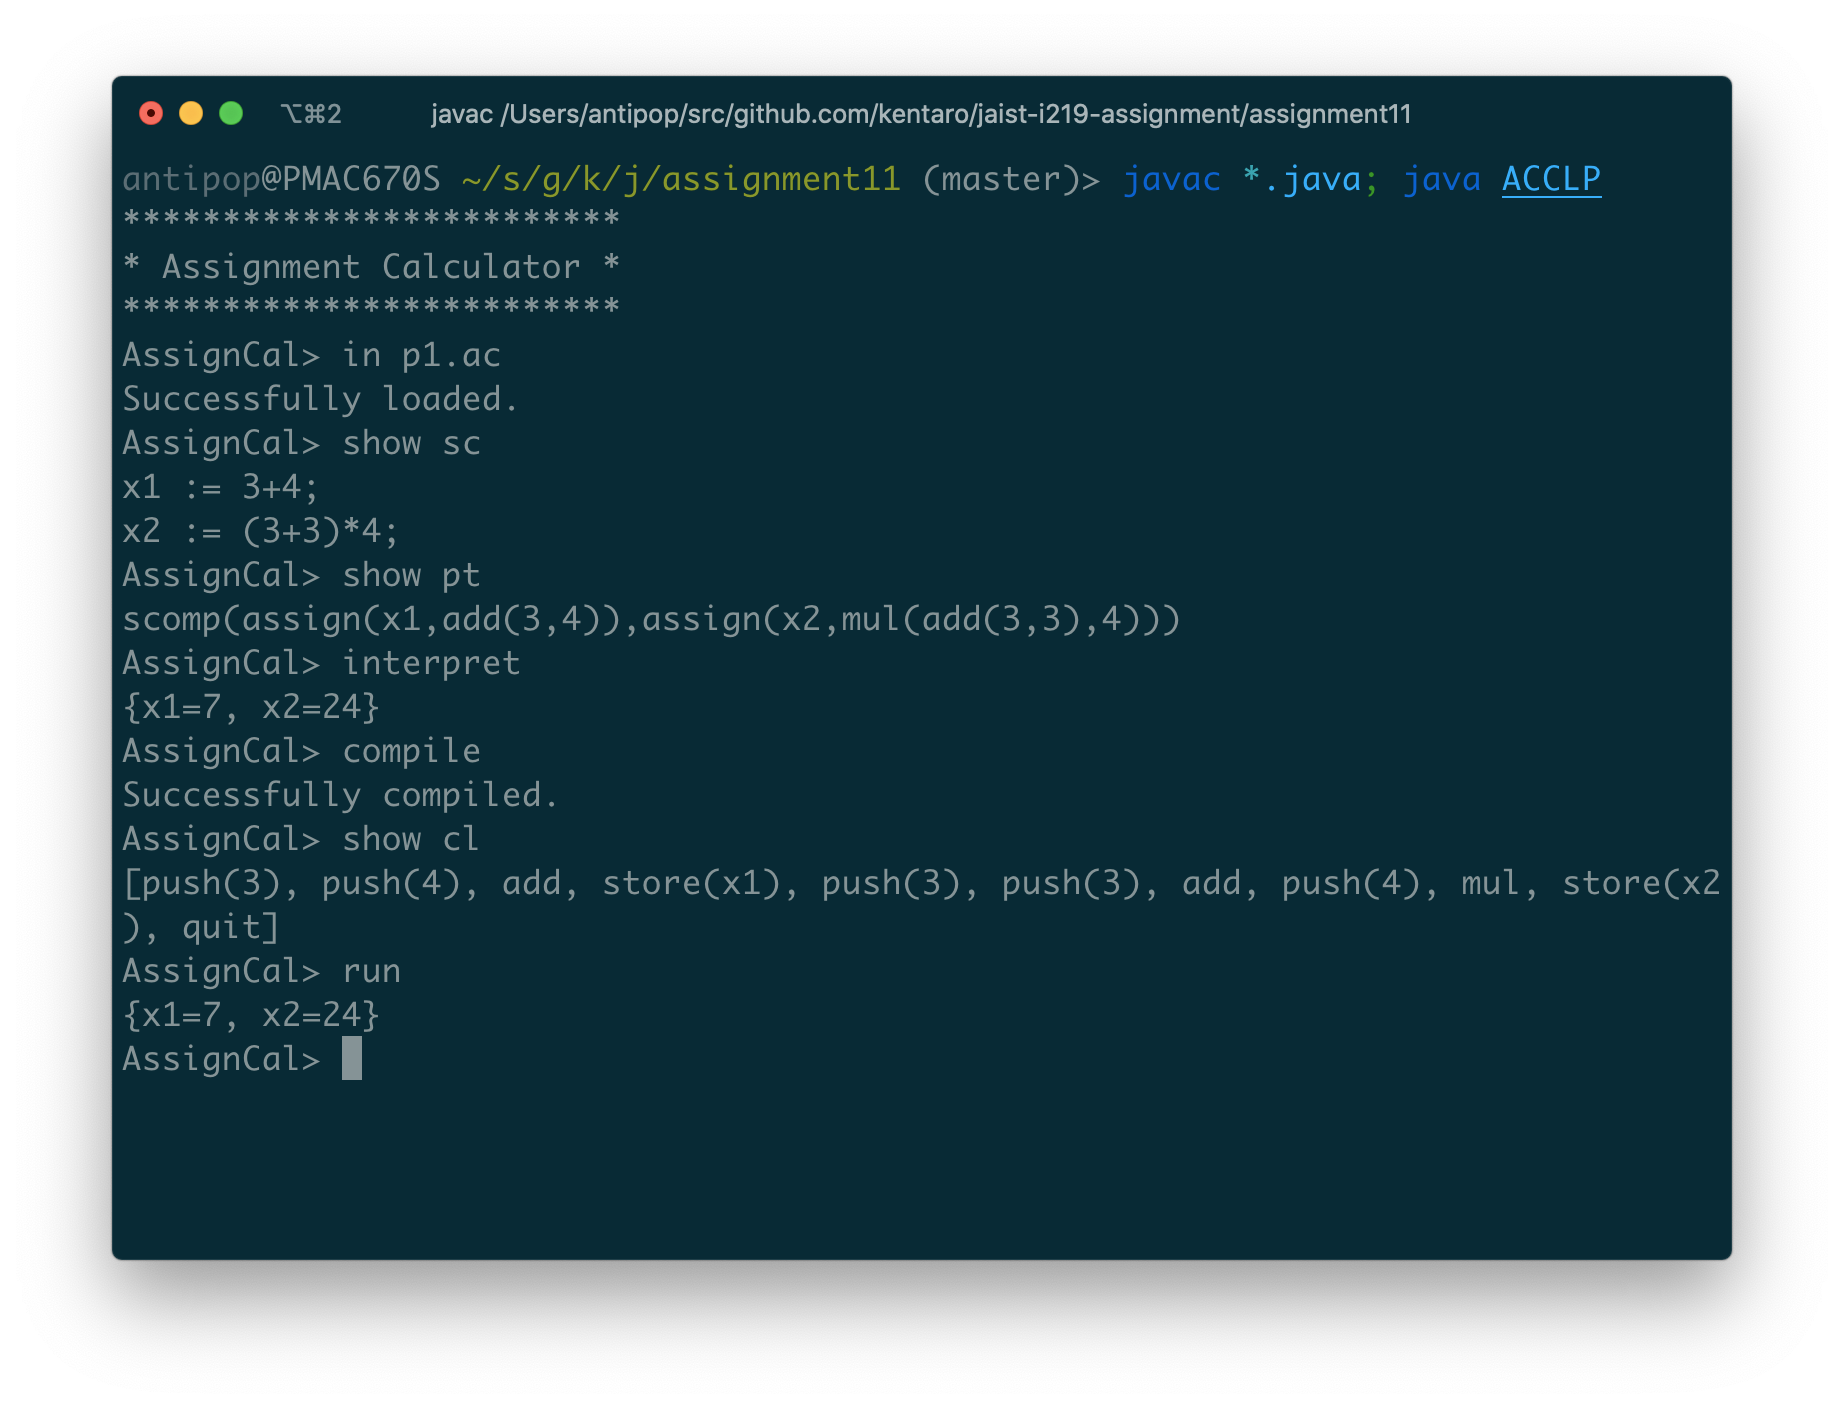 ⌥⌘2 javac /Users/antipop/src/github.com/kentaro/jaist-i219-assignment/assignment11
antipop@PMAC670S ~/s/g/k/j/assignment11 (master)> javac *.java; java ACCLP
*************************
* Assignment Calculator *
*************************
AssignCal> in p1.ac
Successfully loaded.
AssignCal> show sc
x1 := 3+4;
x2 := (3+3)*4;
AssignCal> show pt
scomp(assign(x1,add(3,4)),assign(x2,mul(add(3,3),4)))
AssignCal> interpret
{x1=7, x2=24}
AssignCal> compile
Successfully compiled.
AssignCal> show cl
[push(3), push(4), add, store(x1), push(3), push(3), add, push(4), mul, store(x2
), quit]
AssignCal> run
{x1=7, x2=24}
AssignCal>